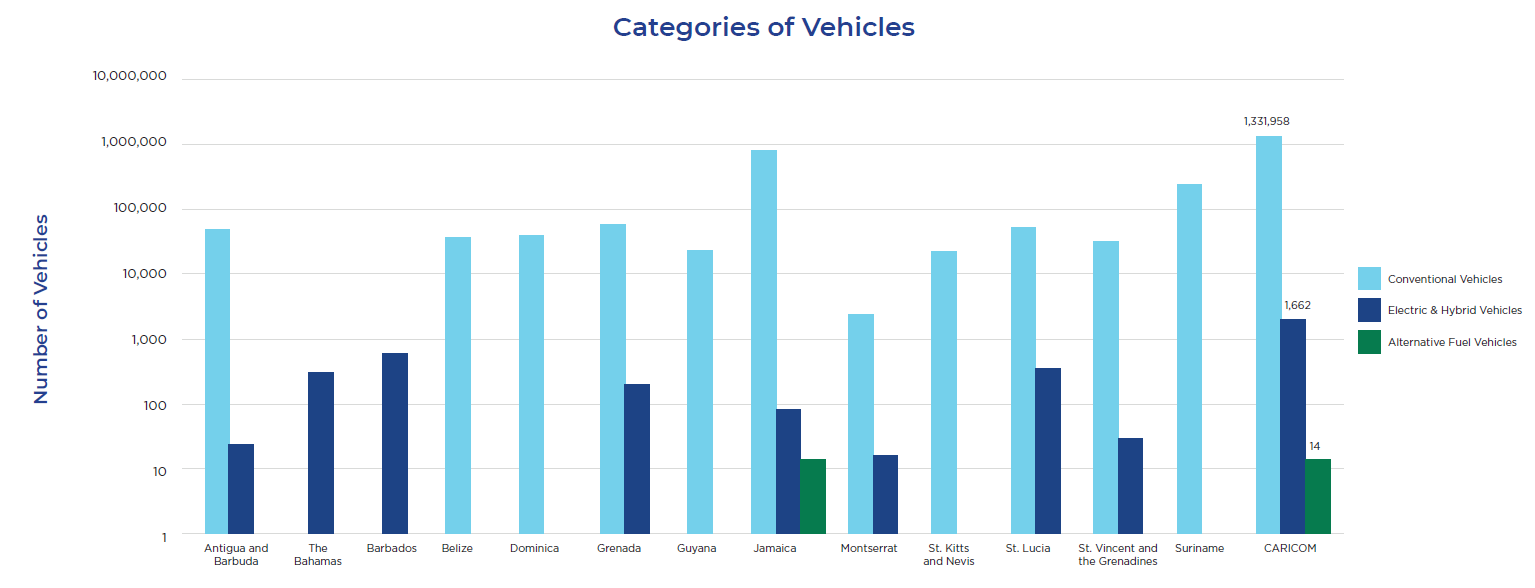 Categories of Vehicles
Number of Vehicles
10,000,000
1,000,000
100,000
10,000
1,000
100
10
1
1,331,958
1,662
14
Conventional Vehicles
Electric & Hybrid Vehicles
Alternative Fuel Vehicles
Antigua and
Barbuda
The
Bahamas
Barbados
Belize
Dominica
Grenada
Guyana
Jamaica
Montserrat
St. Kitts
and Nevis
St. Lucia
St. Vincent and
the Grenadines
Suriname
CARICOM